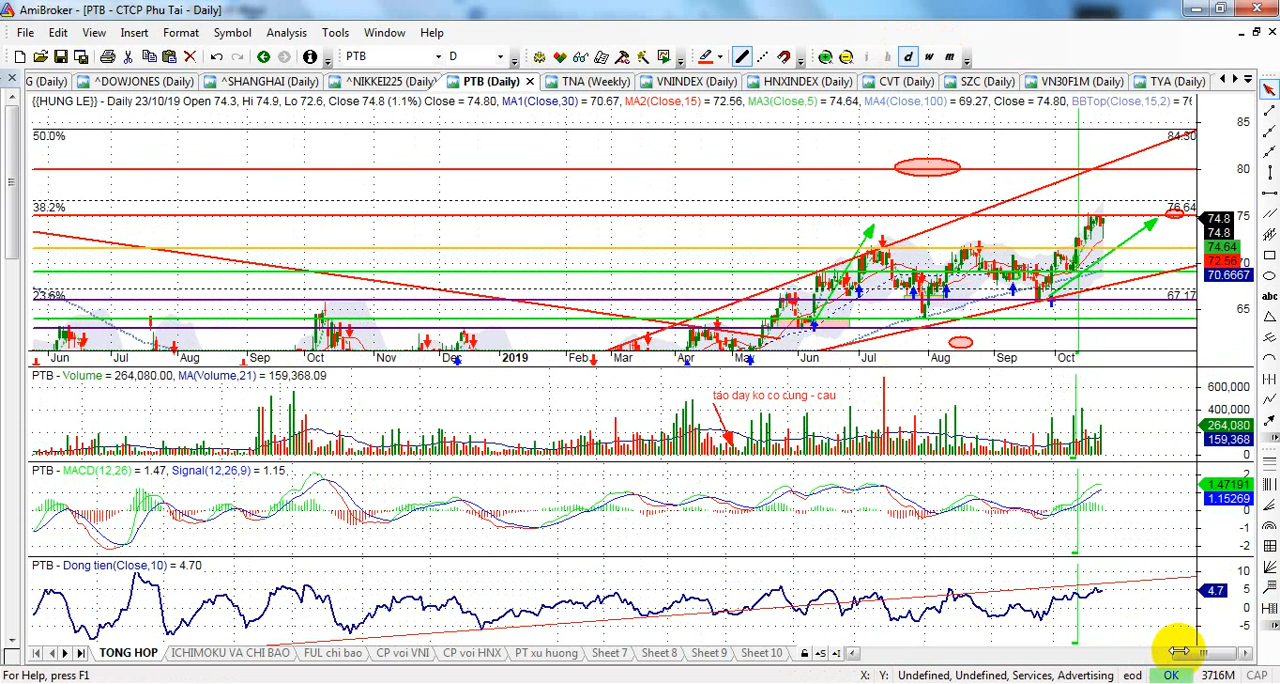 AmiBroker - [PTB - CTCP Phu Tai - Daily]
File Edit View Insert Format Symbol Analysis Tools Window Help
PTB D i h d w m
G (Daily) ^DOWJONES (Daily) ^SHANGHAI (Daily) ^NIKKEI225 (Daily) PTB (Daily) TNA (Weekly) VNINDEX (Daily) HNXINDEX (Daily) CVT (Daily) SZC (Daily) VN30F1M (Daily) TYA (Daily)
{{HUNG LE}} - Daily 23/10/19 Open 74.3, Hi 74.9, Lo 72.6, Close 74.8 (1.1%) Close = 74.80, MA1(Close,30) = 70.67, MA2(Close,15) = 72.56, MA3(Close,5) = 74.64, MA4(Close,100) = 69.27, Close = 74.80, BBTop(Close,15,2) = 76
85
50.0% 84.30
80
38.2% 76.64
75
74.8
74.8
74.64
72.56
70.6667
23.6% 67.17
65
Jun Jul Aug Sep Oct Nov 2019 Feb Mar Apr May Jun Jul Aug Sep Oct
PTB - Volume = 264,080.00, MA(Volume,21) = 159,368.09
tao day ko co cung - cau
600,000
400,000
264,080
159,368
PTB - MACD(12,26) = 1.47, Signal(12,26,9) = 1.15
2
1.47191
1.15269
0
-1
-2
PTB - Dong tien(Close,10) = 4.70
10
5
4.7
0
-5
TONG HOP ICHIMOKU VA CHI BAO FUL chi bao CP voi VNI CP voi HNX PT xu huong Sheet 7 Sheet 8 Sheet 9 Sheet 10
For Help, press F1 X: Y: Undefined, Undefined, Services, Advertising eod OK 3716M CAP
abc